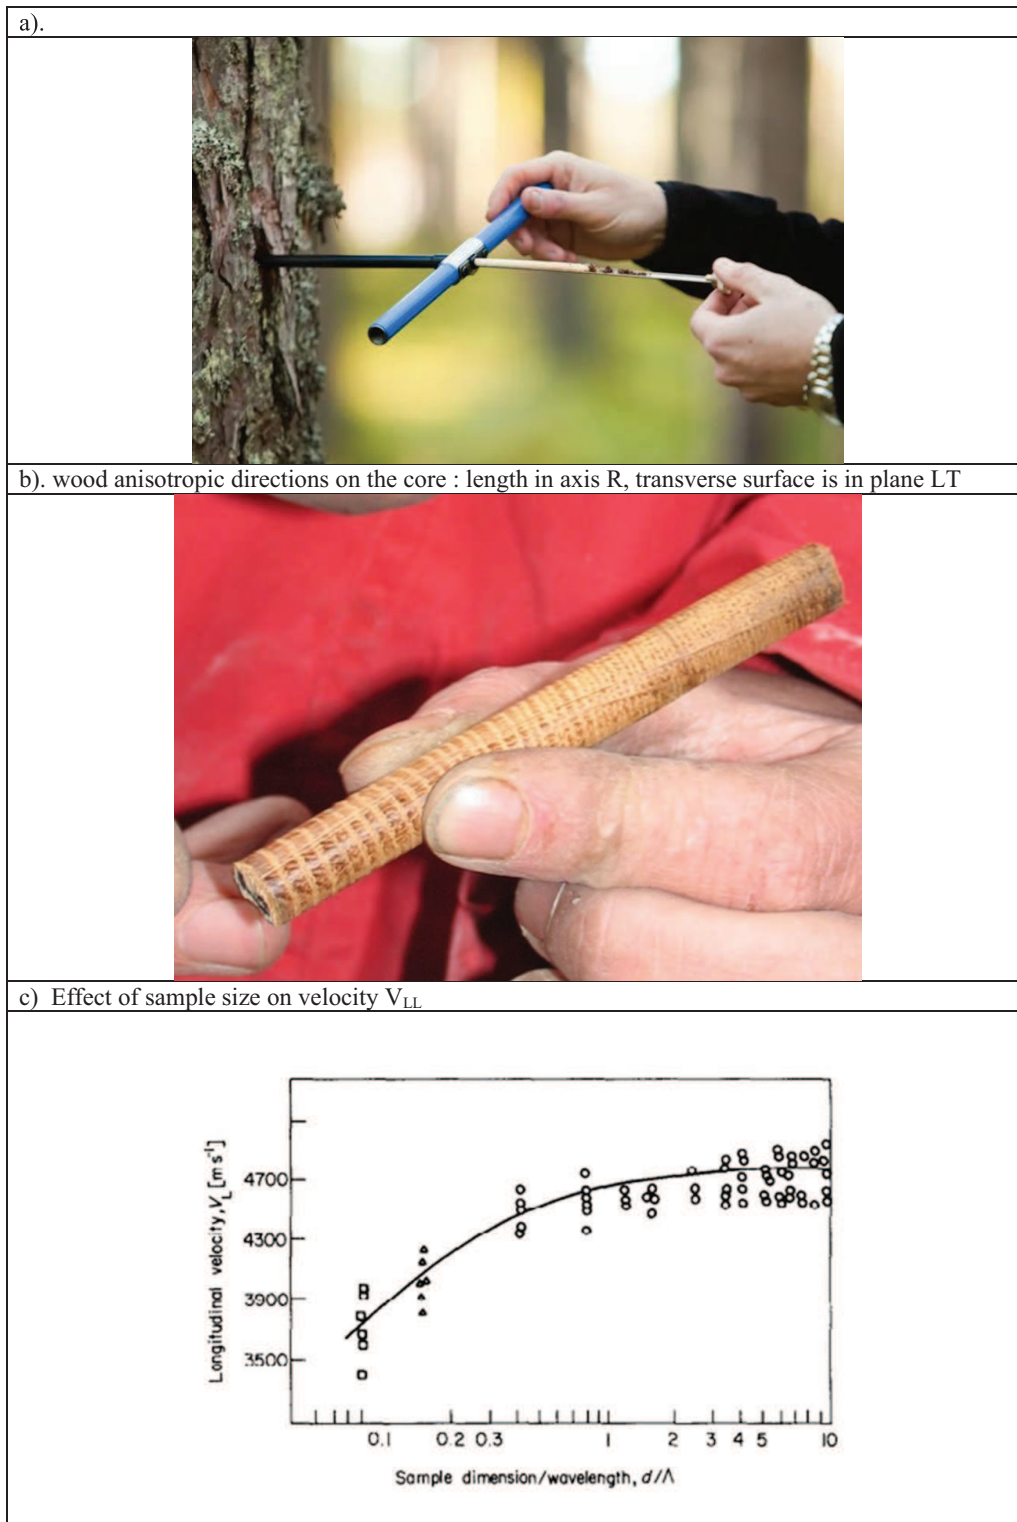 a).
b). wood anisotropic directions on the core : length in axis R, transverse surface is in plane LT
c) Effect of sample size on velocity V_LL
Longitudinal velocity, V_L [m s⁻¹]
4700
4300
3900
3500
0.1 0.2 0.3 1 2 3 4 5 10
Sample dimension/wavelength, d/Λ